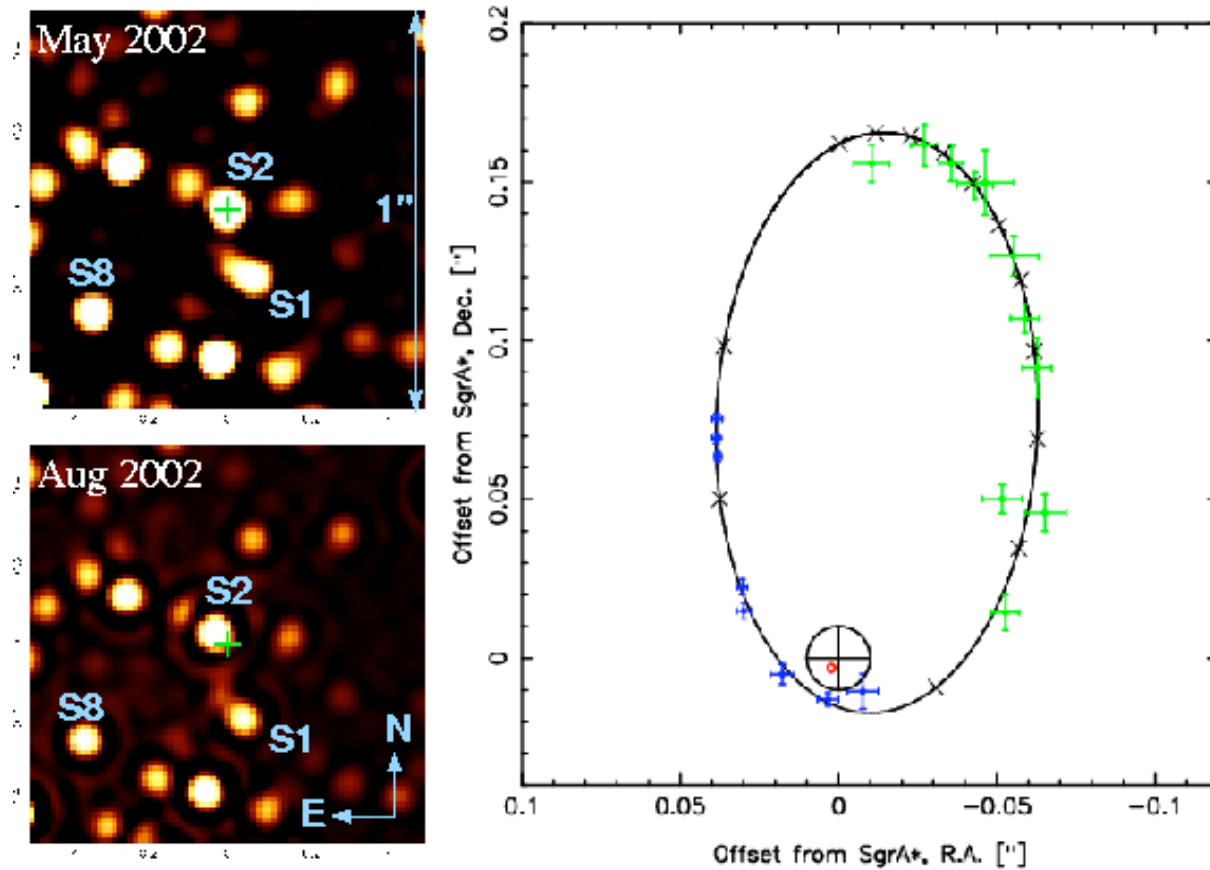 May 2002
S2
1"
S8
S1
Aug 2002
S2
S8
S1
N
E
0.2
0.15
0.1
0.05
0
Offset from SgrA*, Dec. ["]
0.1
0.05
0
−0.05
−0.1
Offset from SgrA*, R.A. ["]